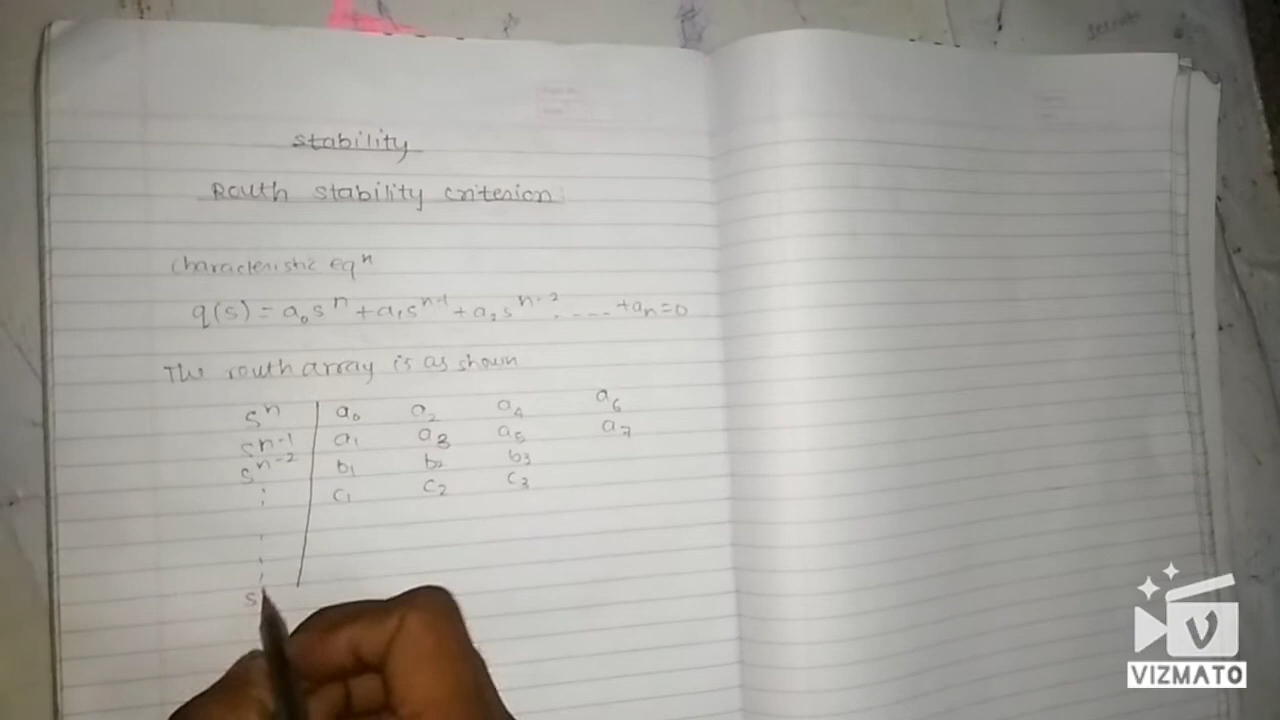 stability
Routh stability criterion
characteristic eqⁿ
q(s) = a₀sⁿ + a₁sⁿ⁻¹ + a₂sⁿ⁻² ..... + aₙ = 0
The routh array is as shown
sⁿ | a₀ a₂ a₄ a₆
sⁿ⁻¹ | a₁ a₃ a₅ a₇
sⁿ⁻² | b₁ b₂ b₃
⋮ | c₁ c₂ c₃
s
VIZMATO